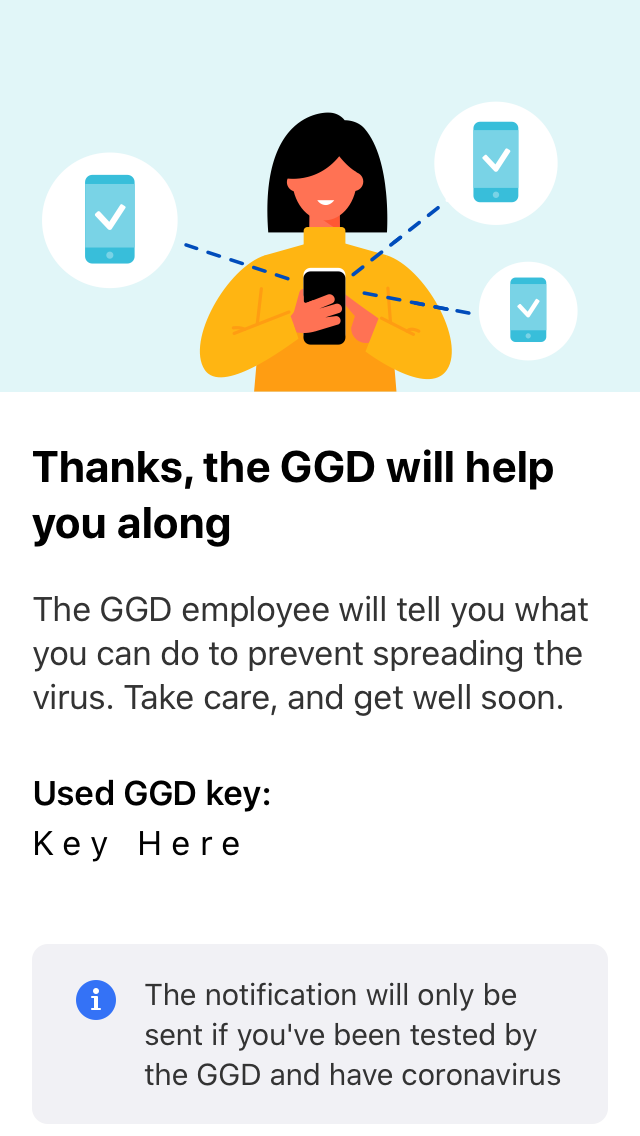 Thanks, the GGD will help
you along
The GGD employee will tell you what
you can do to prevent spreading the
virus. Take care, and get well soon.
Used GGD key:
Key Here
The notification will only be
sent if you've been tested by
the GGD and have coronavirus